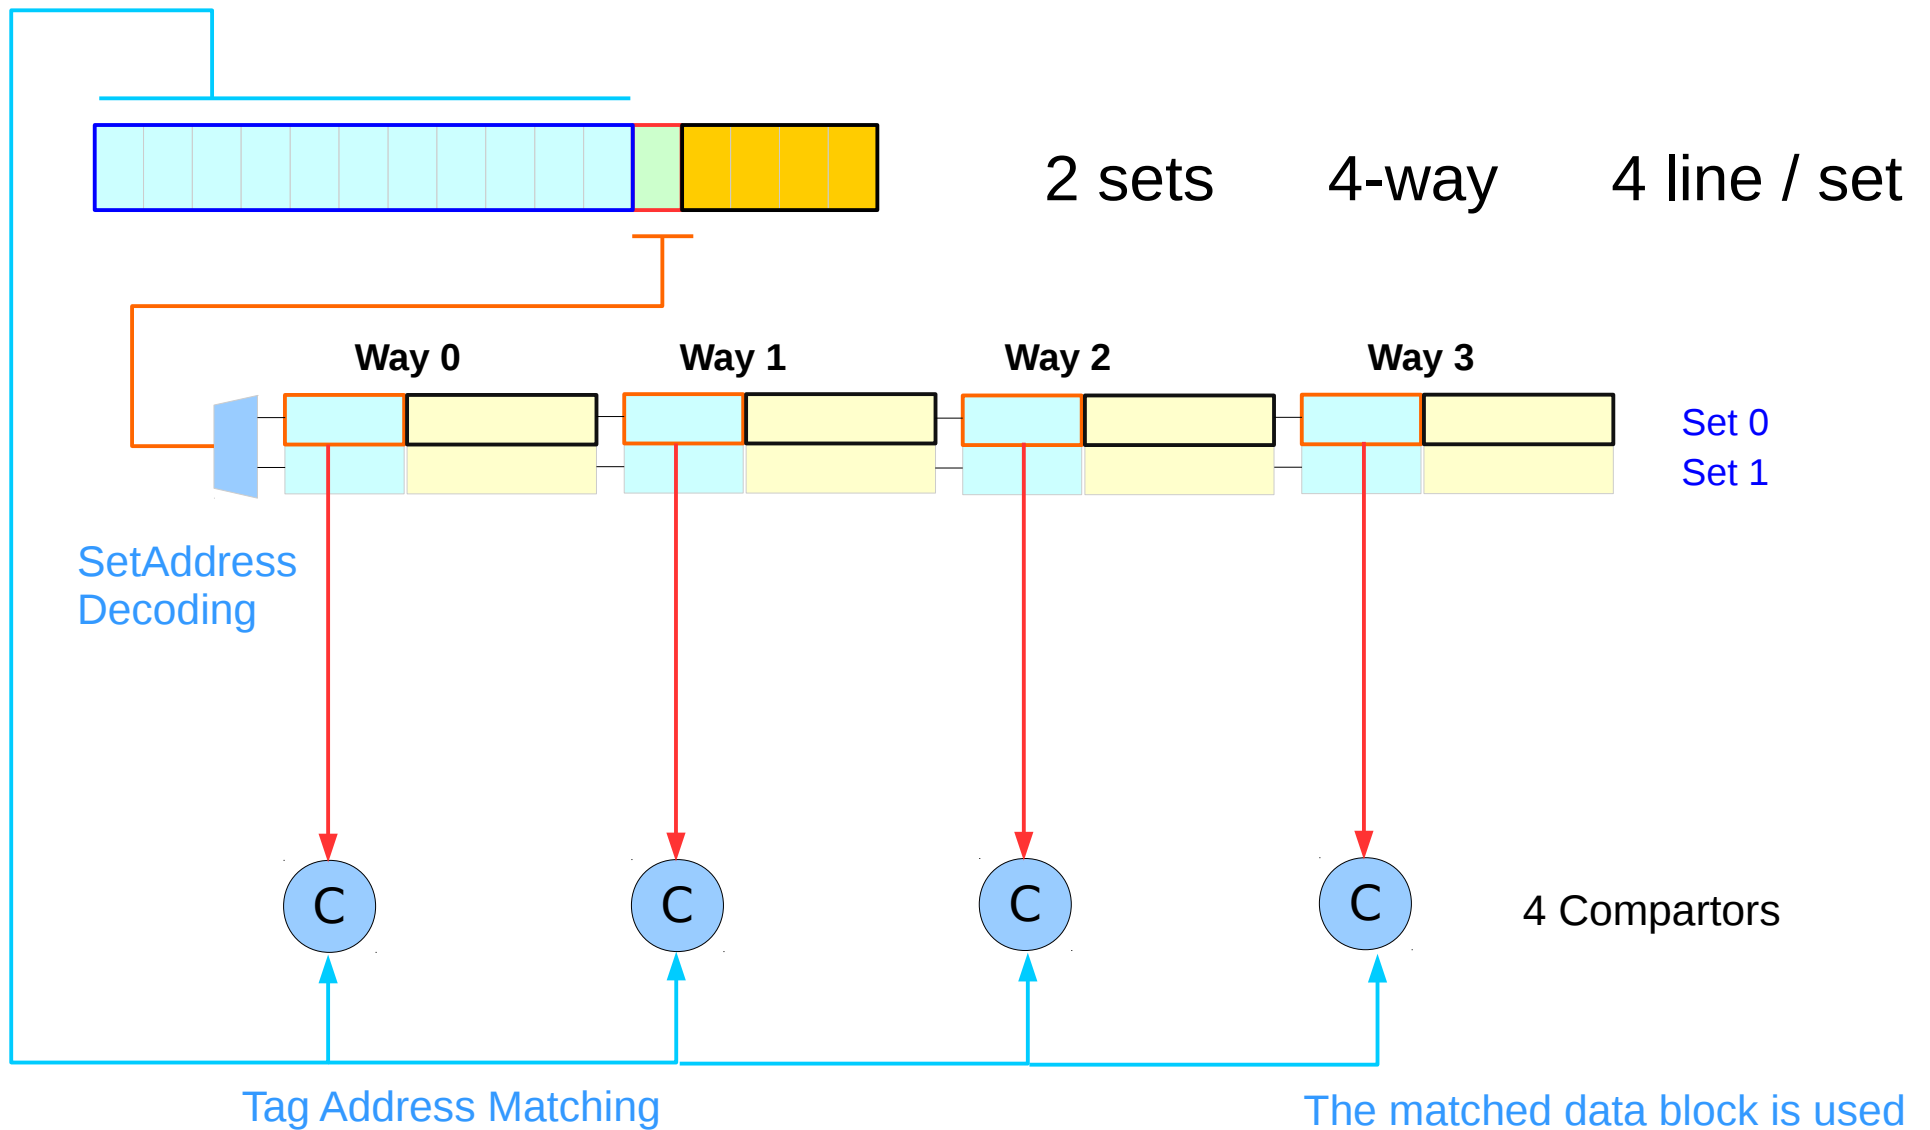 2 sets 4-way 4 line / set
Way 0 Way 1 Way 2 Way 3
Set 0
Set 1
SetAddress
Decoding
C C C C
4 Compartors
Tag Address Matching
The matched data block is used